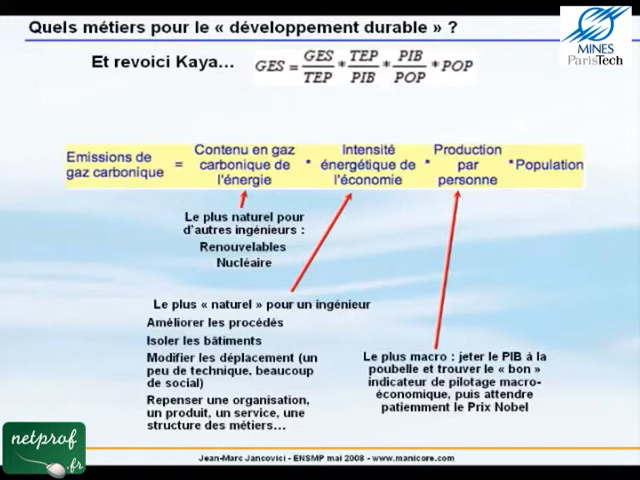 Quels métiers pour le « développement durable » ?
MINES
ParisTech
Et revoici Kaya… GES = GES/TEP * TEP/PIB * PIB/POP * POP
Emissions de gaz carbonique = Contenu en gaz carbonique de l'énergie * Intensité énergétique de l'économie * Production par personne * Population
Le plus naturel pour
d'autres ingénieurs :
Renouvelables
Nucléaire
Le plus « naturel » pour un ingénieur
Améliorer les procédés
Isoler les bâtiments
Modifier les déplacement (un
peu de technique, beaucoup
de social)
Repenser une organisation,
un produit, un service, une
structure des métiers…
Le plus macro : jeter le PIB à la
poubelle et trouver le « bon »
indicateur de pilotage macro-
économique, puis attendre
patiemment le Prix Nobel
netprof
.fr
Jean-Marc Jancovici - ENSMP mai 2008 - www.manicore.com